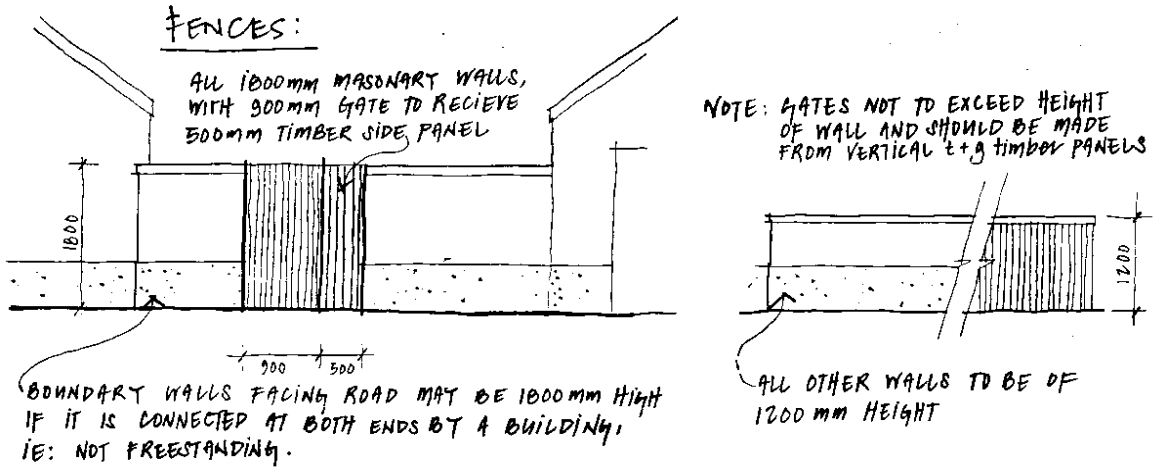 FENCES:
ALL 1800mm MASONARY WALLS,
WITH 900mm GATE TO RECIEVE
500mm TIMBER SIDE PANEL
NOTE: GATES NOT TO EXCEED HEIGHT
OF WALL AND SHOULD BE MADE
FROM VERTICAL t+g timber PANELS
1800
1200
900
500
BOUNDARY WALLS FACING ROAD MAY BE 1800mm HIGH
IF IT IS CONNECTED AT BOTH ENDS BY A BUILDING,
IE: NOT FREESTANDING.
ALL OTHER WALLS TO BE OF
1200 mm HEIGHT